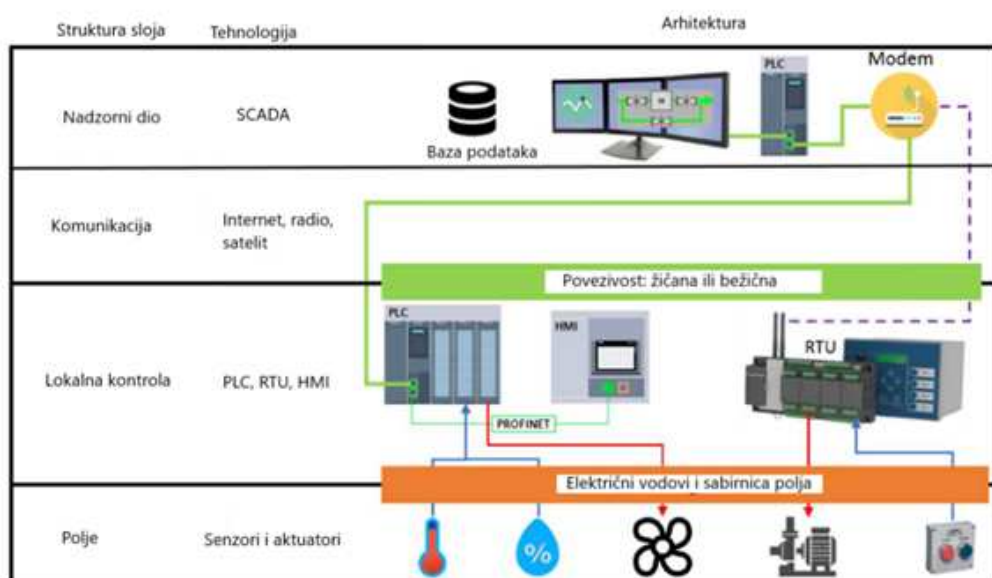 Struktura sloja
Tehnologija
Arhitektura
Nadzorni dio
SCADA
Baza podataka
PLC
Modem
Komunikacija
Internet, radio,
satelit
Povezivost: žičana ili bežična
Lokalna kontrola
PLC, RTU, HMI
PLC
HMI
RTU
PROFINET
Električni vodovi i sabirnica polja
Polje
Senzori i aktuatori
%